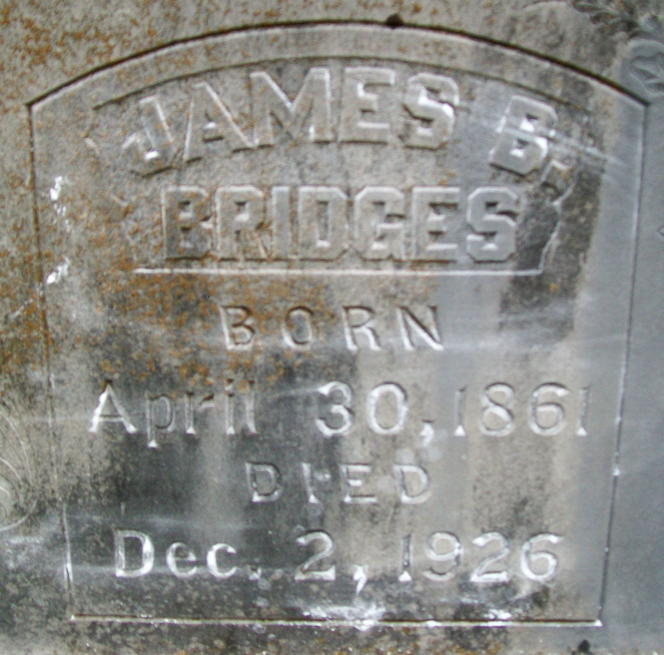 JAMES B.
BRIDGES
BORN
April 30, 1861
DIED
Dec. 2, 1926